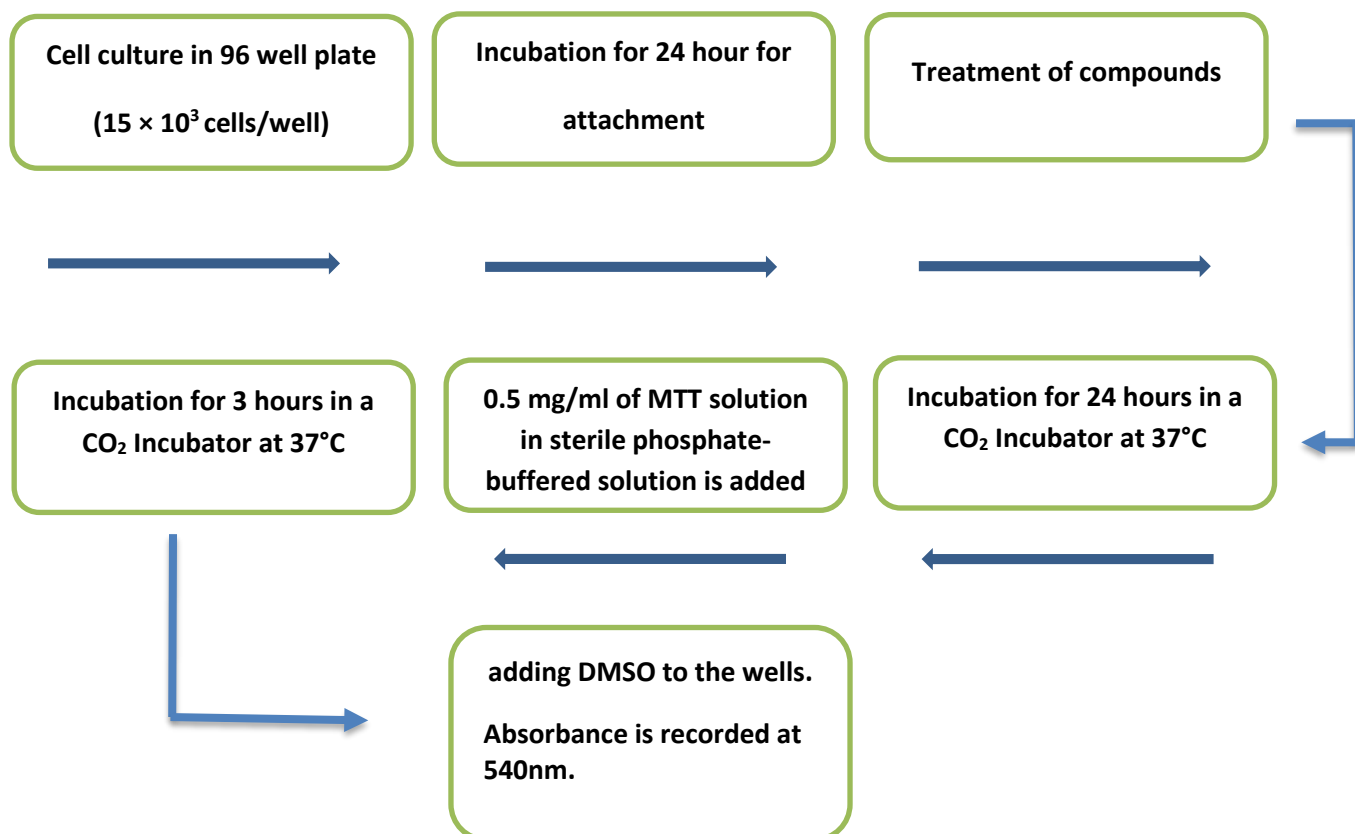 Cell culture in 96 well plate
(15 × 10³ cells/well)
Incubation for 24 hour for
attachment
Treatment of compounds
Incubation for 24 hours in a
CO₂ Incubator at 37°C
0.5 mg/ml of MTT solution
in sterile phosphate-
buffered solution is added
Incubation for 3 hours in a
CO₂ Incubator at 37°C
adding DMSO to the wells.
Absorbance is recorded at
540nm.